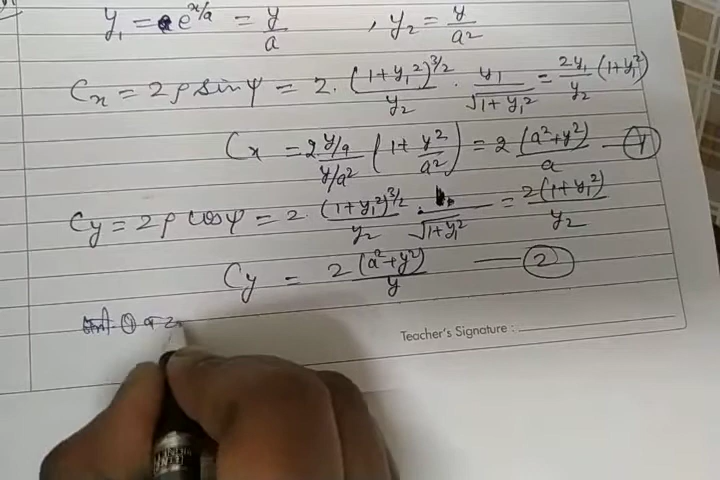 y₁ = e^{x/a} = y/a , y₂ = y/a²
Cx = 2ρ sin ψ = 2 · (1+y₁²)^{3/2}/y₂ · y₁/√(1+y₁²) = 2y₁/y₂ (1+y₁²)
Cx = 2 (y/a)/(y/a²) (1 + y²/a²) = 2 (a²+y²)/a — ①
Cy = 2ρ cos ψ = 2 · (1+y₁²)^{3/2}/y₂ · 1/√(1+y₁²) = 2(1+y₁²)/y₂
Cy = 2 (a²+y²)/y — ②
Teacher's Signature :